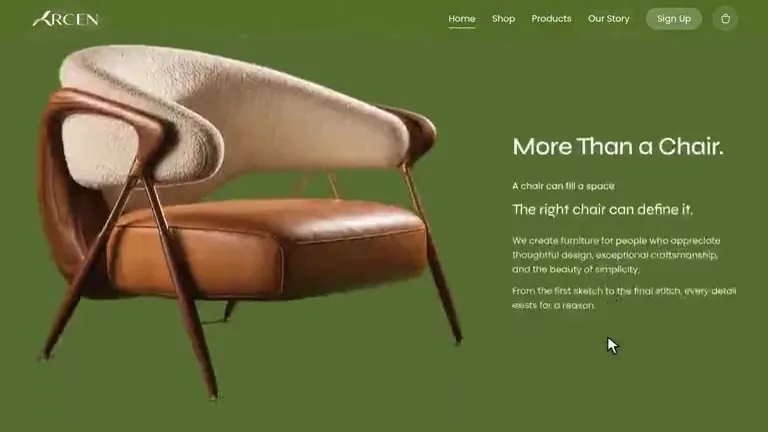 ARCEN
Home Shop Products Our Story Sign Up
More Than a Chair.
A chair can fill a space
The right chair can define it.
We create furniture for people who appreciate
thoughtful design, exceptional craftsmanship,
and the beauty of simplicity.
From the first sketch to the final stitch, every detail
exists for a reason.